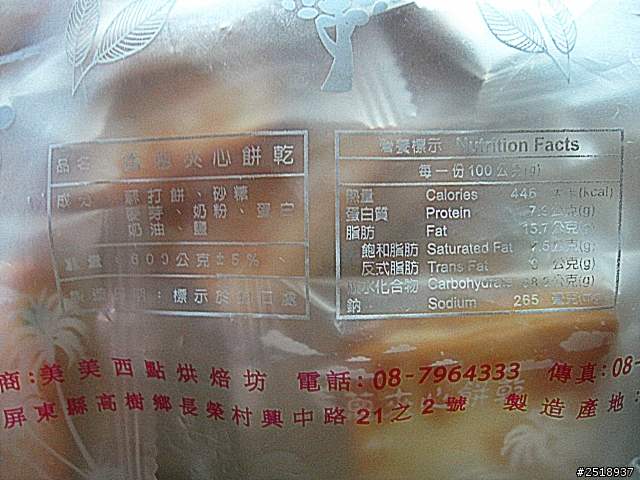 品名 夾心餅乾
成分 蘇打餅、砂糖
麥芽、奶粉、蛋白
奶油、鹽
重量：600公克±5%
標示於封口處
營養標示 Nutrition Facts
每一份100公克(g)
熱量 Calories 446 大卡(kcal)
蛋白質 Protein 公克(g)
脂肪 Fat 15.7公克(g)
飽和脂肪 Saturated Fat 公克(g)
反式脂肪 Trans Fat 0 公克(g)
碳水化合物 Carbohydrate 公克(g)
鈉 Sodium 265 毫克(mg)
商：美美西點烘焙坊 電話：08-7964333 傳真：08-
屏東縣高樹鄉長榮村興中路21之2號 製造產地：
#2518937